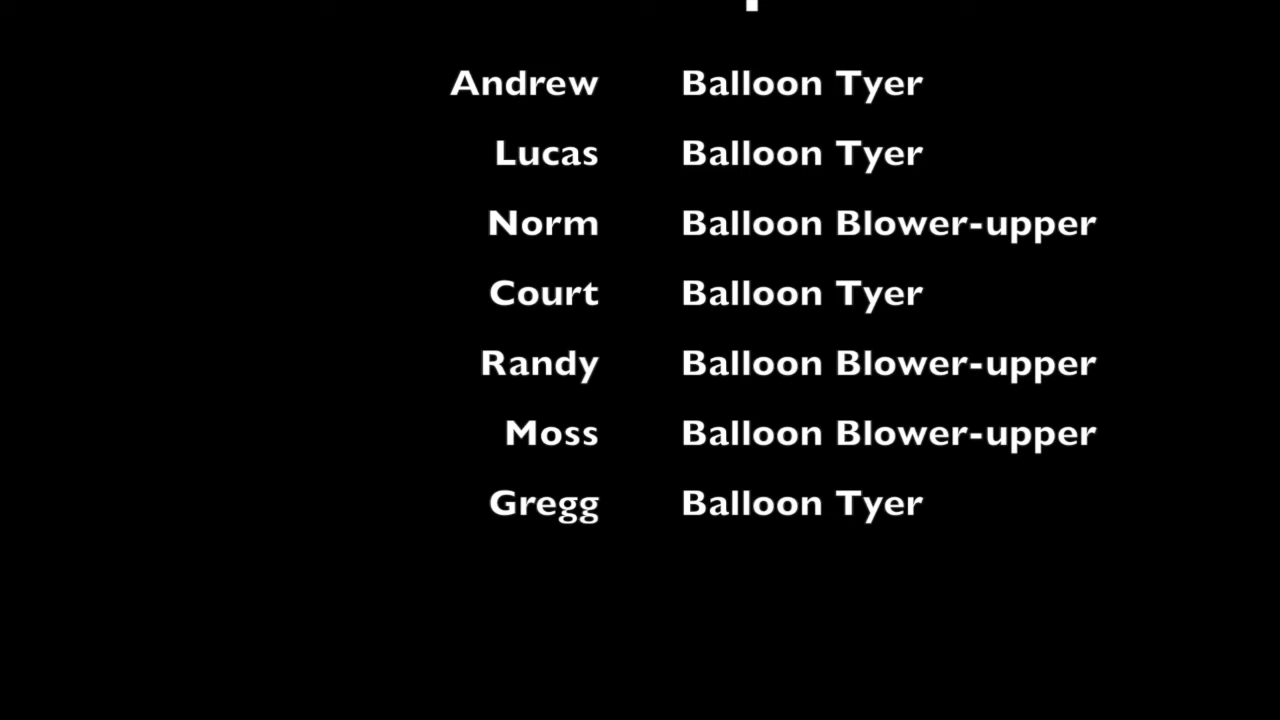 Andrew Balloon Tyer
Lucas Balloon Tyer
Norm Balloon Blower-upper
Court Balloon Tyer
Randy Balloon Blower-upper
Moss Balloon Blower-upper
Gregg Balloon Tyer